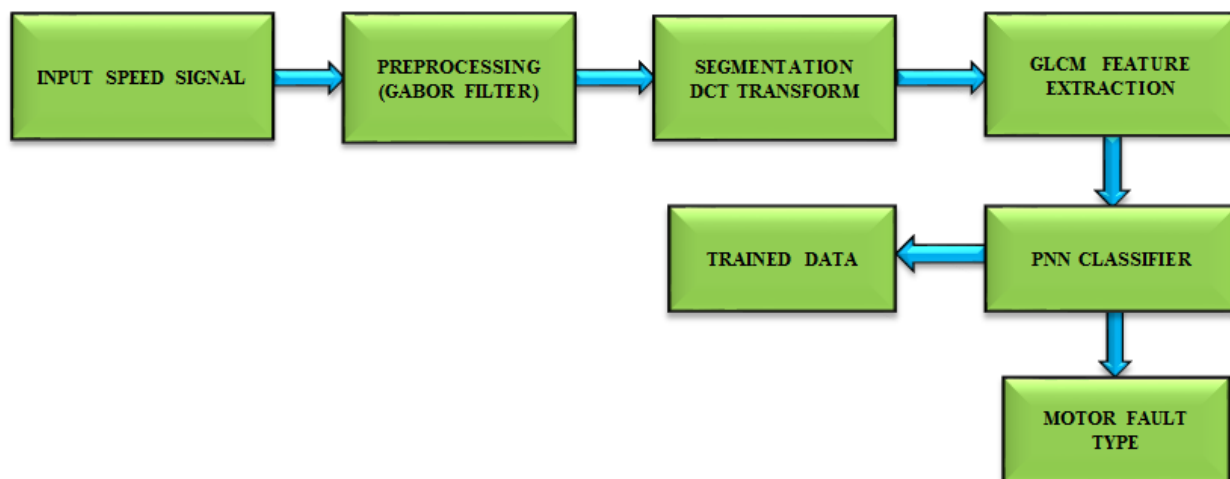 INPUT SPEED SIGNAL
PREPROCESSING
(GABOR FILTER)
SEGMENTATION
DCT TRANSFORM
GLCM FEATURE
EXTRACTION
TRAINED DATA
PNN CLASSIFIER
MOTOR FAULT
TYPE